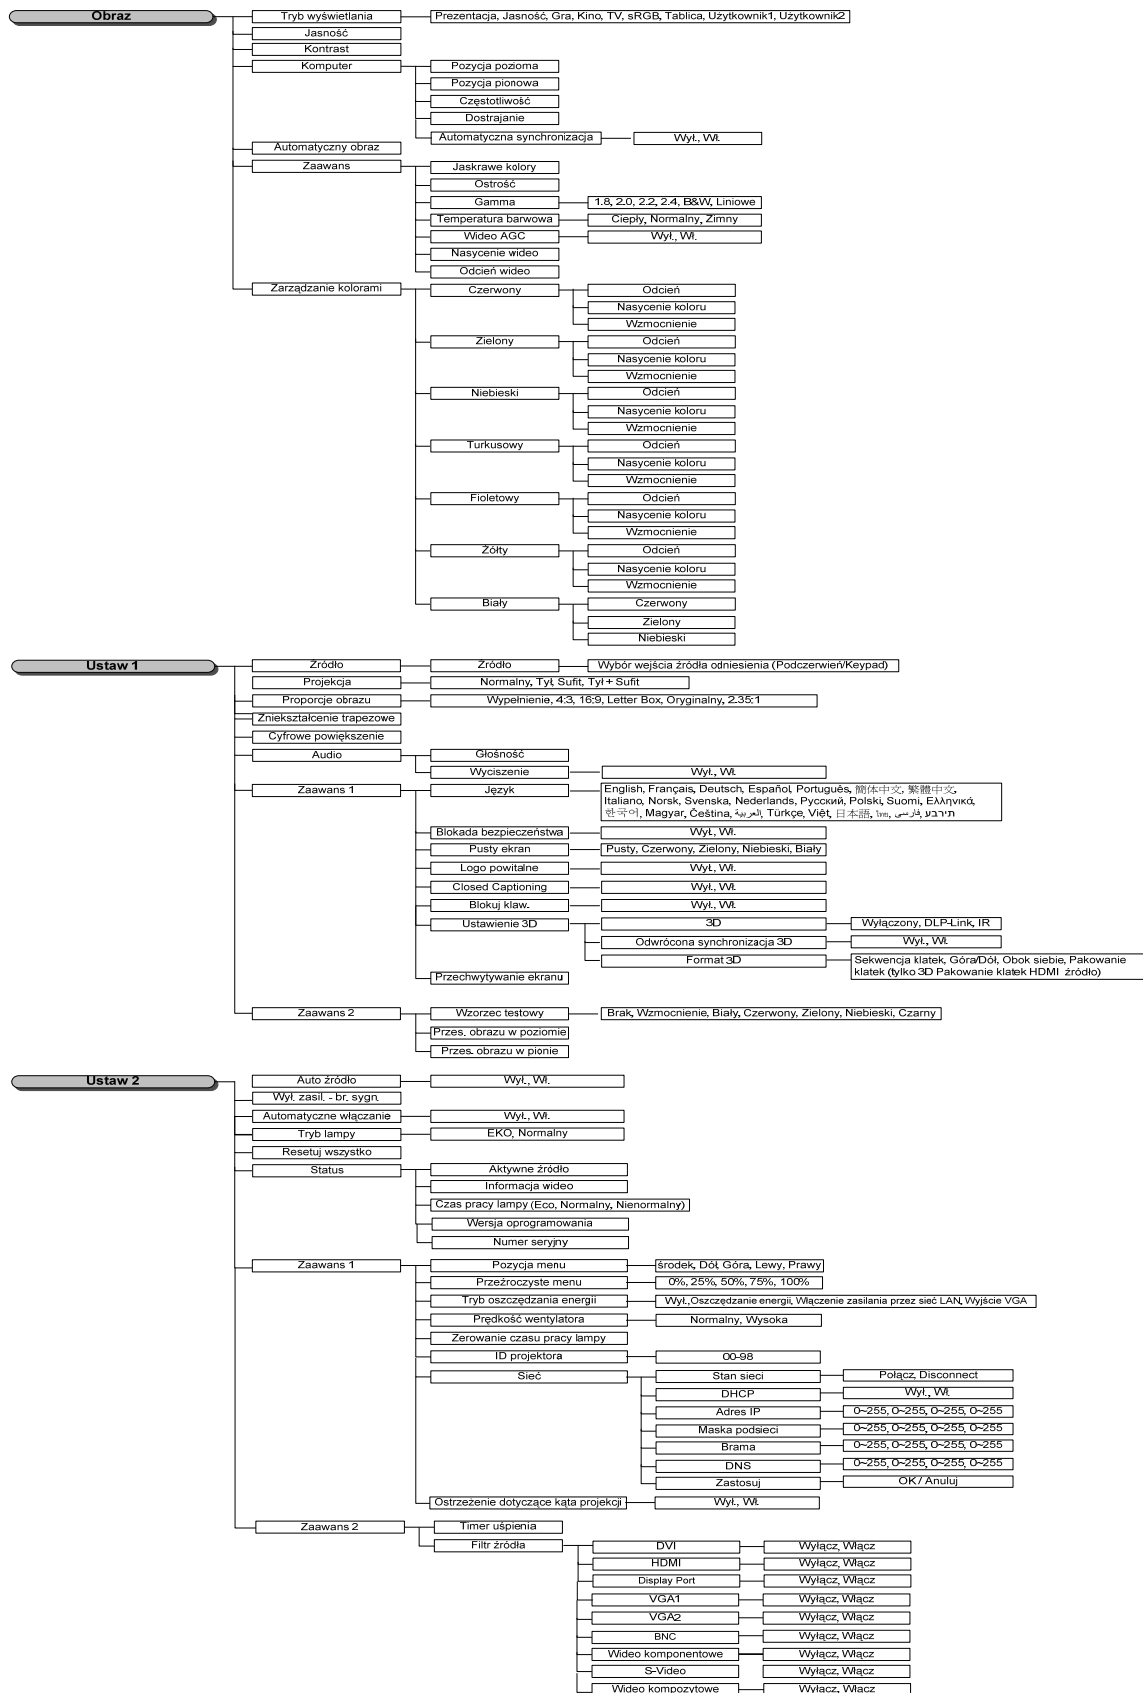 Obraz
Tryb wyświetlania
Prezentacja, Jasność, Gra, Kino, TV, sRGB, Tablica, Użytkownik1, Użytkownik2
Jasność
Kontrast
Komputer
Pozycja pozioma
Pozycja pionowa
Częstotliwość
Dostrajanie
Automatyczna synchronizacja
Wył., Wł.
Automatyczny obraz
Zaawans
Jaskrawe kolory
Ostrość
Gamma
1.8, 2.0, 2.2, 2.4, B&W, Liniowe
Temperatura barwowa
Ciepły, Normalny, Zimny
Wideo AGC
Wył., Wł.
Nasycenie wideo
Odcień wideo
Zarządzanie kolorami
Czerwony
Odcień
Nasycenie koloru
Wzmocnienie
Zielony
Odcień
Nasycenie koloru
Wzmocnienie
Niebieski
Odcień
Nasycenie koloru
Wzmocnienie
Turkusowy
Odcień
Nasycenie koloru
Wzmocnienie
Fioletowy
Odcień
Nasycenie koloru
Wzmocnienie
Żółty
Odcień
Nasycenie koloru
Wzmocnienie
Biały
Czerwony
Zielony
Niebieski
Ustaw 1
Źródło
Źródło
Wybór wejścia źródła odniesienia (Podczerwień/Keypad)
Projekcja
Normalny, Tył, Sufit, Tył + Sufit
Proporcje obrazu
Wypełnienie, 4:3, 16:9, Letter Box, Oryginalny, 2.35:1
Zniekształcenie trapezowe
Cyfrowe powiększenie
Audio
Głośność
Wyciszenie
Wył., Wł.
Zaawans 1
Język
English, Français, Deutsch, Español, Português, 簡体中文, 繁體中文,
Italiano, Norsk, Svenska, Nederlands, Русский, Polski, Suomi, Ελληνικά,
한국어, Magyar, Čeština, العربية, Türkçe, Việt, 日本語, ไทย, فارسی, תירבע
Blokada bezpieczeństwa
Wył., Wł.
Pusty ekran
Pusty, Czerwony, Zielony, Niebieski, Biały
Logo powitalne
Wył., Wł.
Closed Captioning
Wył., Wł.
Blokuj klaw.
Wył., Wł.
Ustawienie 3D
3D
Wyłączony, DLP-Link, IR
Odwrócona synchronizacja 3D
Wył., Wł.
Format 3D
Sekwencja klatek, Góra/Dół, Obok siebie, Pakowanie
klatek (tylko 3D Pakowanie klatek HDMI źródło)
Przechwytywanie ekranu
Zaawans 2
Wzorzec testowy
Brak, Wzmocnienie, Biały, Czerwony, Zielony, Niebieski, Czarny
Przes. obrazu w poziomie
Przes. obrazu w pionie
Ustaw 2
Auto źródło
Wył., Wł.
Wył. zasil. - br. sygn.
Automatyczne włączanie
Wył., Wł.
Tryb lampy
EKO, Normalny
Resetuj wszystko
Status
Aktywne źródło
Informacja wideo
Czas pracy lampy (Eco, Normalny, Nienormalny)
Wersja oprogramowania
Numer seryjny
Zaawans 1
Pozycja menu
środek, Dół, Góra, Lewy, Prawy
Przeźroczyste menu
0%, 25%, 50%, 75%, 100%
Tryb oszczędzania energii
Wył.,Oszczędzanie energii, Włączenie zasilania przez sieć LAN, Wyjście VGA
Prędkość wentylatora
Normalny, Wysoka
Zerowanie czasu pracy lampy
ID projektora
00-98
Sieć
Stan sieci
Połącz, Disconnect
DHCP
Wył., Wł.
Adres IP
0~255, 0~255, 0~255, 0~255
Maska podsieci
0~255, 0~255, 0~255, 0~255
Brama
0~255, 0~255, 0~255, 0~255
DNS
0~255, 0~255, 0~255, 0~255
Zastosuj
OK / Anuluj
Ostrzeżenie dotyczące kąta projekcji
Wył., Wł.
Zaawans 2
Timer uśpienia
Filtr źródła
DVI
Wyłącz, Włącz
HDMI
Wyłącz, Włącz
Display Port
Wyłącz, Włącz
VGA1
Wyłącz, Włącz
VGA2
Wyłącz, Włącz
BNC
Wyłącz, Włącz
Wideo komponentowe
Wyłącz, Włącz
S-Video
Wyłącz, Włącz
Wideo kompozytowe
Wyłącz, Włącz